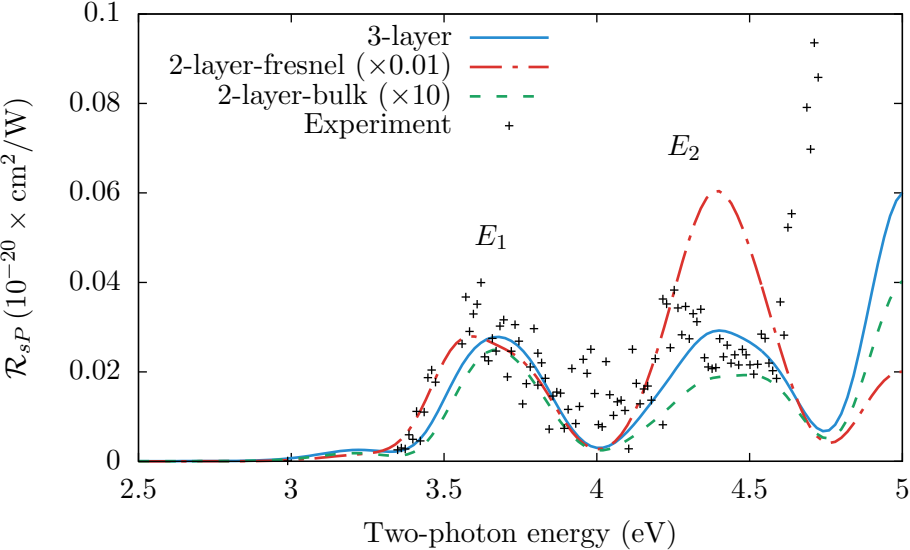 0.1
0.08
0.06
0.04
0.02
0
R_{sP} (10^{−20} × cm²/W)
3-layer
2-layer-fresnel (×0.01)
2-layer-bulk (×10)
Experiment
E₁
E₂
2.5 3 3.5 4 4.5 5
Two-photon energy (eV)